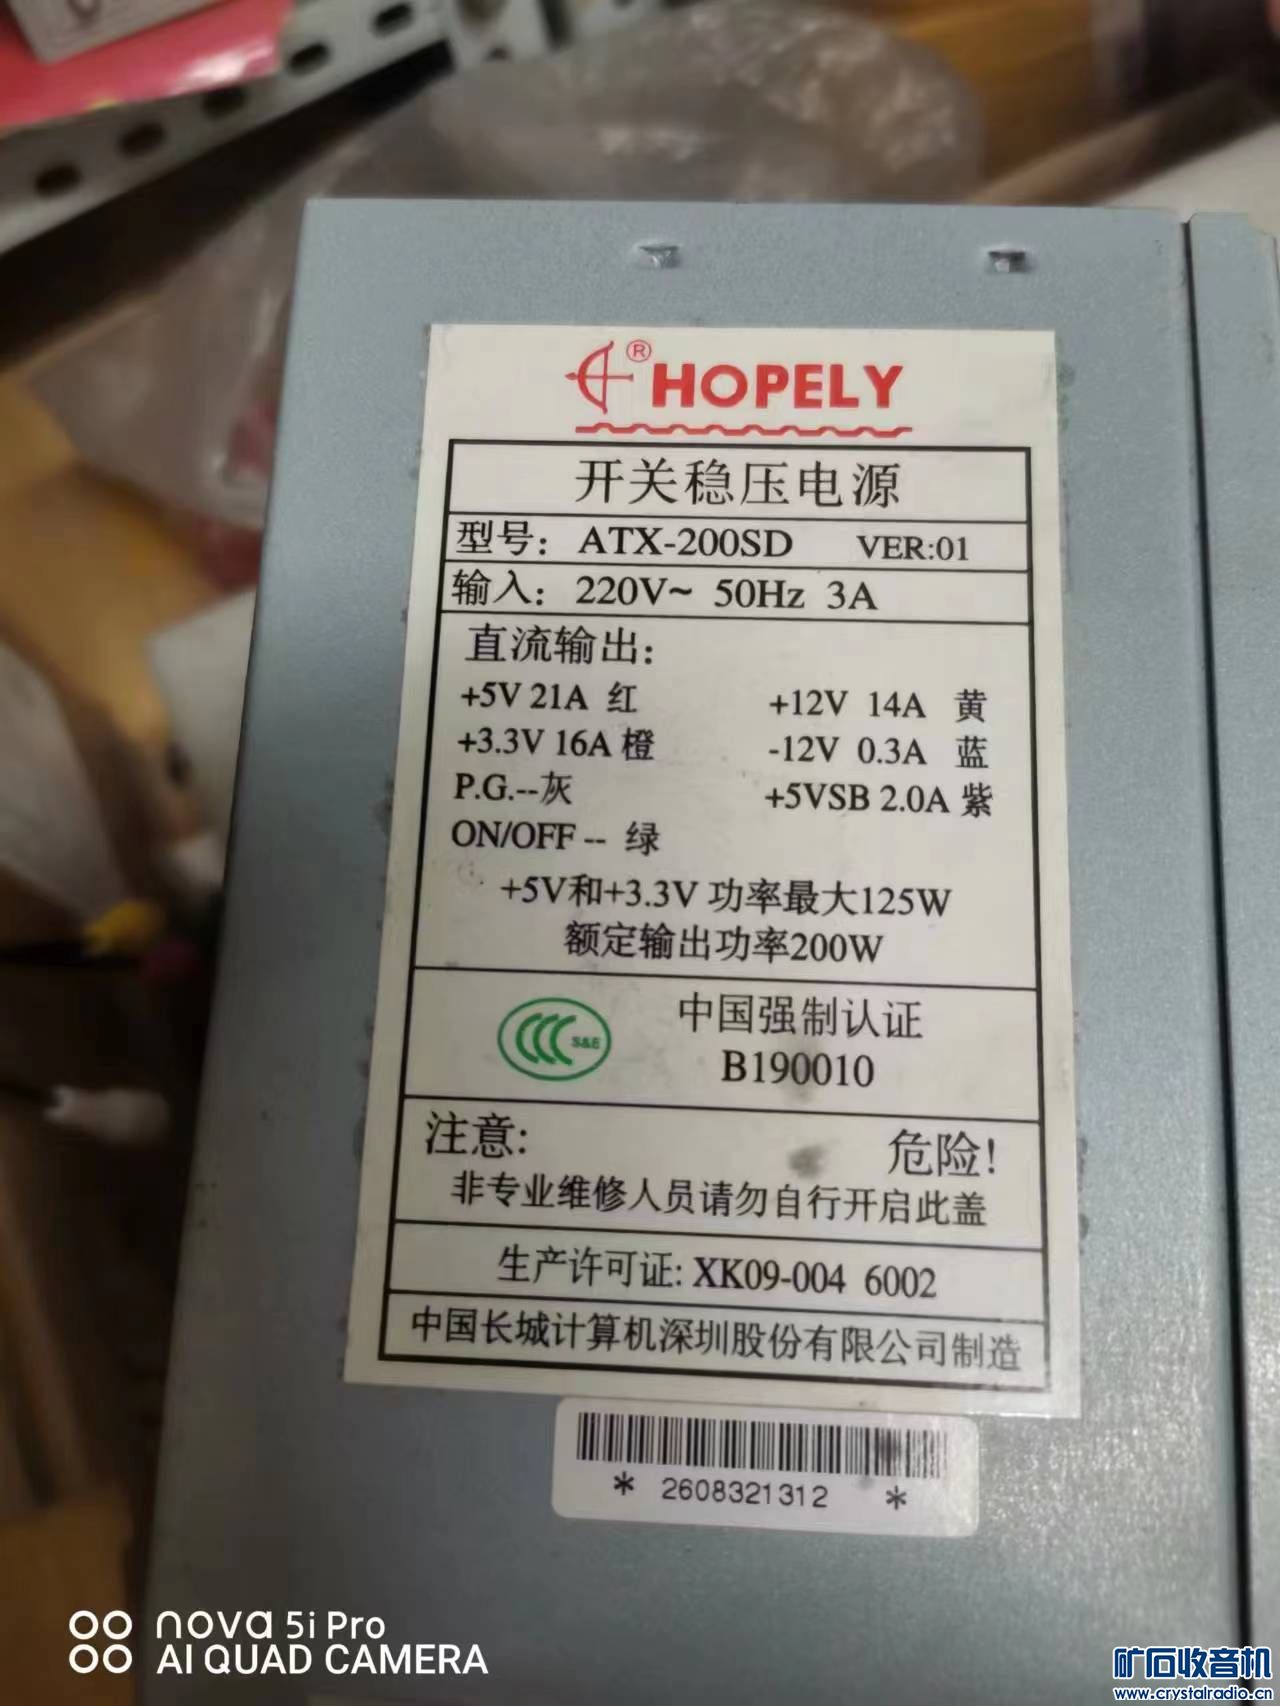 ® HOPELY
开关稳压电源
型号: ATX-200SD VER:01
输入: 220V~ 50Hz 3A
直流输出:
+5V 21A 红 +12V 14A 黄
+3.3V 16A 橙 -12V 0.3A 蓝
P.G.--灰 +5VSB 2.0A 紫
ON/OFF -- 绿
+5V和+3.3V 功率最大125W
额定输出功率200W
CCC S&E 中国强制认证
B190010
注意: 危险!
非专业维修人员请勿自行开启此盖
生产许可证: XK09-004 6002
中国长城计算机深圳股份有限公司制造
* 2608321312 *
nova 5i Pro
AI QUAD CAMERA
矿石收音机
www.crystalradio.cn